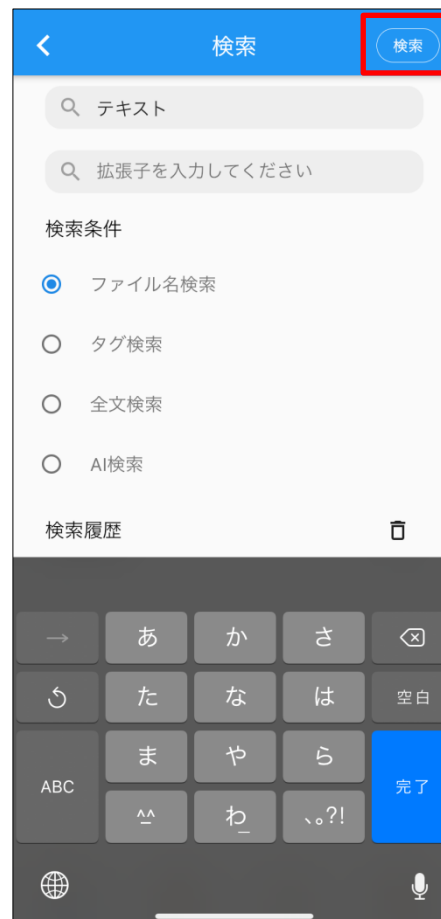 検索 検索
テキスト
拡張子を入力してください
検索条件
ファイル名検索
タグ検索
全文検索
AI検索
検索履歴
→ あ か さ
た な は 空白
ABC ま や ら 完了
^^ わ_ 、。?!